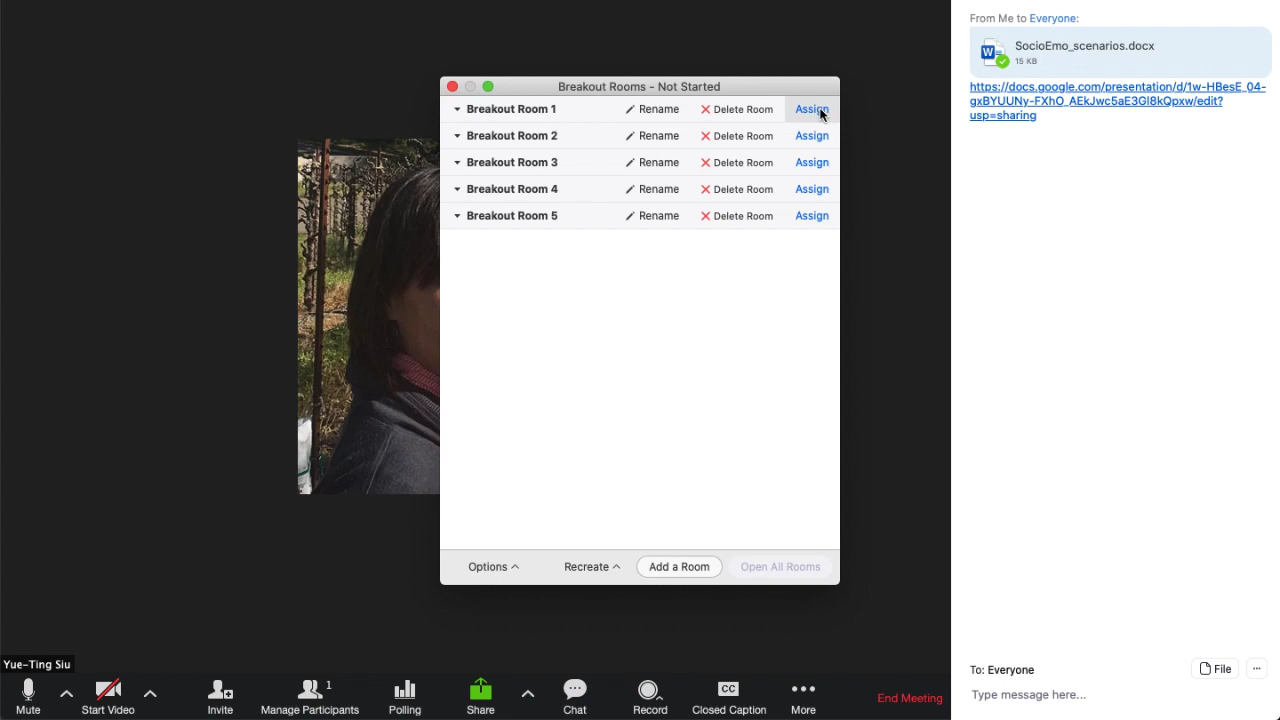 Breakout Rooms - Not Started
Breakout Room 1 Rename Delete Room Assign
Breakout Room 2 Rename Delete Room Assign
Breakout Room 3 Rename Delete Room Assign
Breakout Room 4 Rename Delete Room Assign
Breakout Room 5 Rename Delete Room Assign
Options Recreate Add a Room Open All Rooms
Yue-Ting Siu
1
CC
Mute Start Video Invite Manage Participants Polling Share Chat Record Closed Caption More End Meeting
From Me to Everyone:
W SocioEmo_scenarios.docx
15 KB
https://docs.google.com/presentation/d/1w-HBesE_04-
gxBYUUNy-FXhO_AEkJwc5aE3Gl8kQpxw/edit?
usp=sharing
To: Everyone File ...
Type message here...